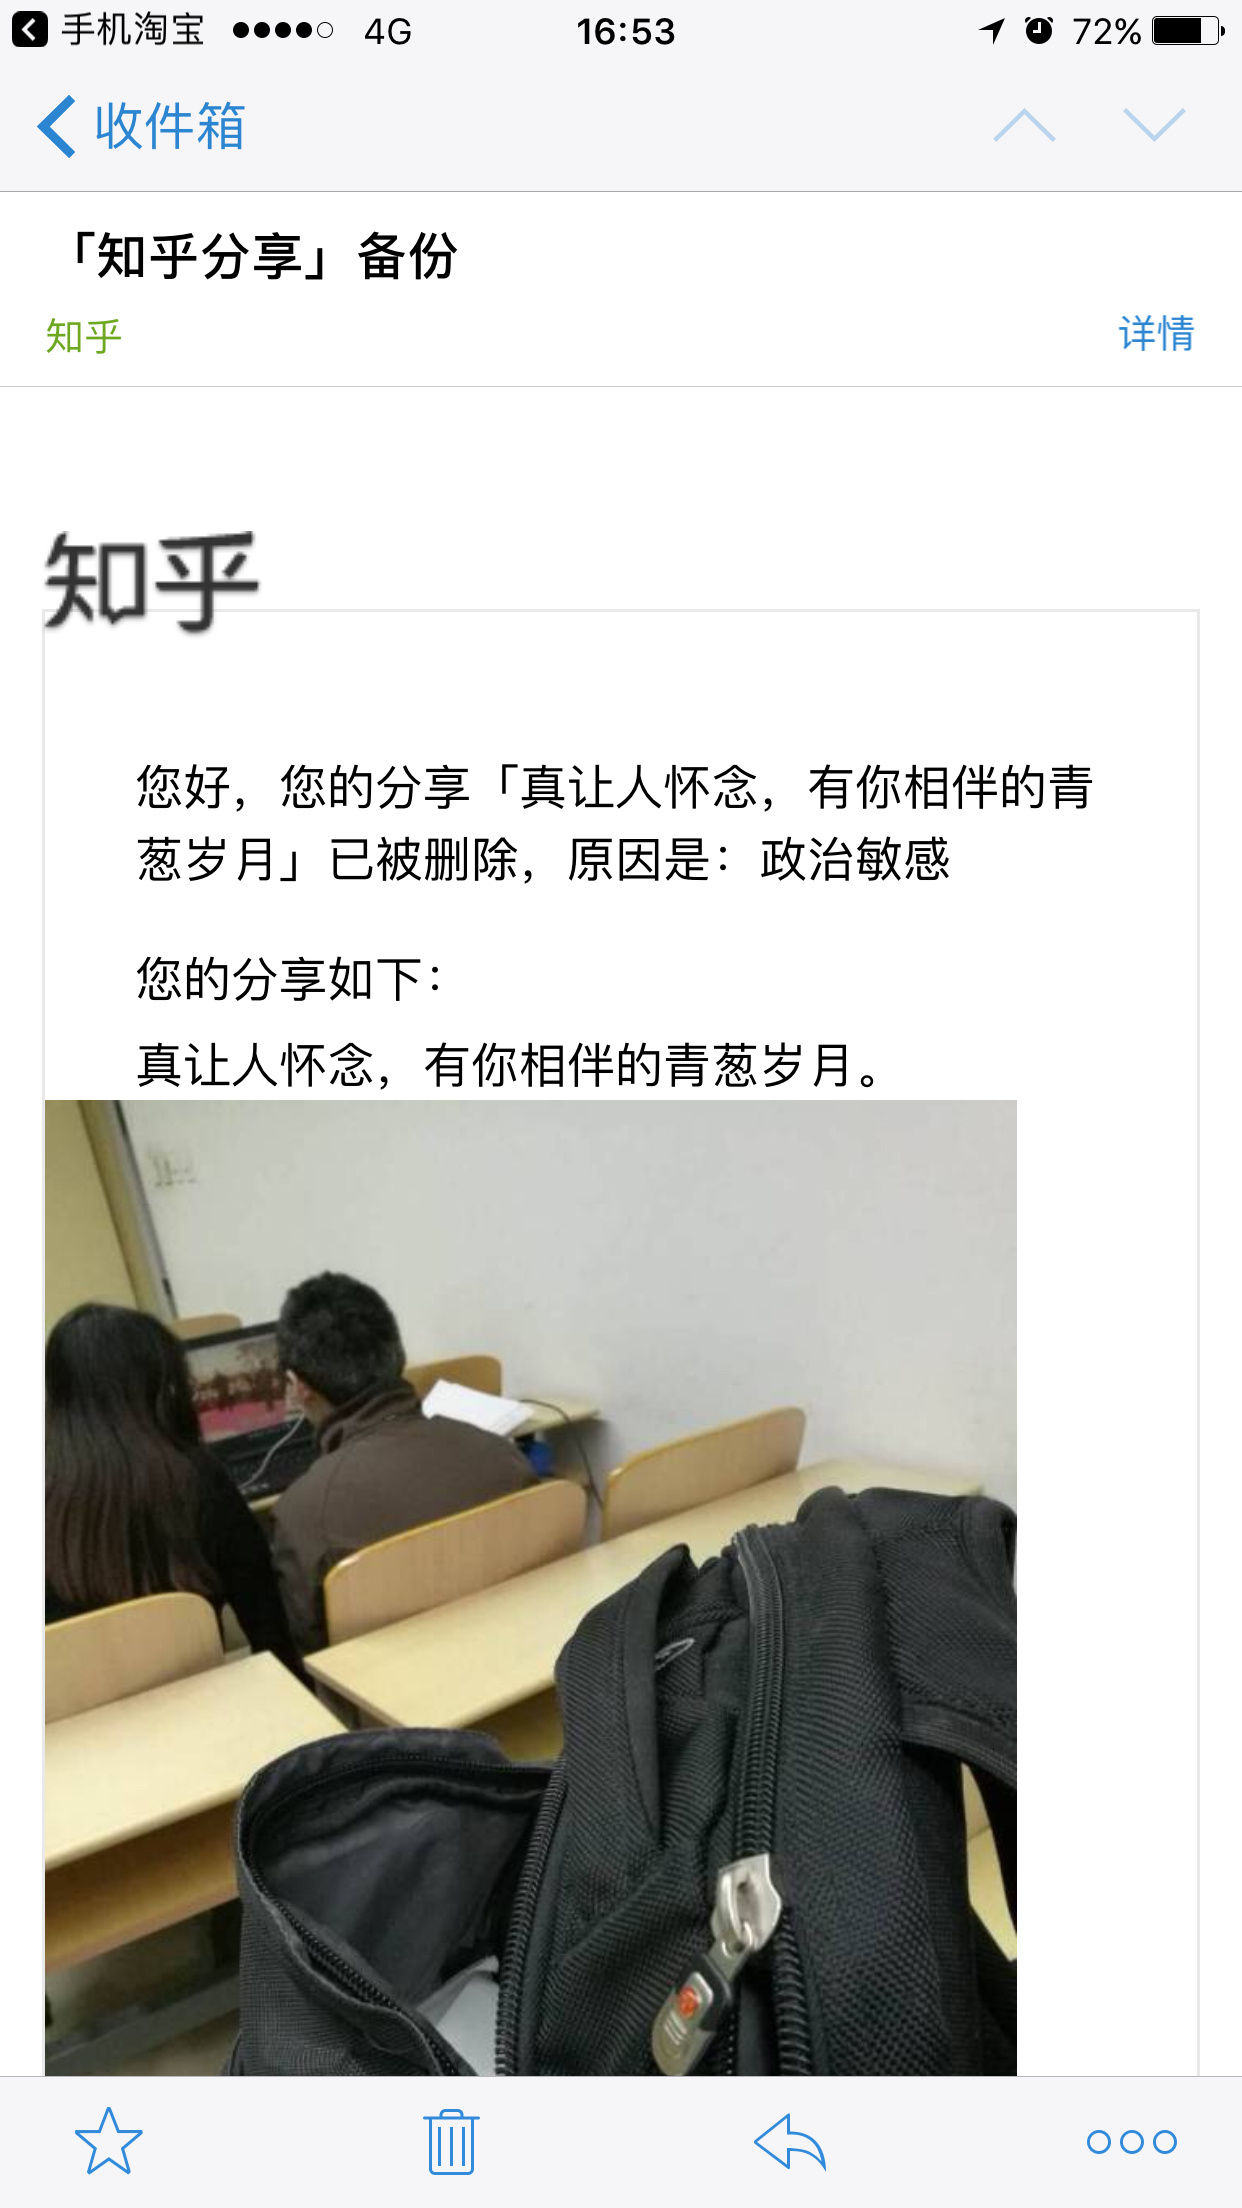 手机淘宝 4G 16:53 72%
收件箱
「知乎分享」备份
知乎 详情
知乎
您好，您的分享「真让人怀念，有你相伴的青
葱岁月」已被删除，原因是：政治敏感
您的分享如下：
真让人怀念，有你相伴的青葱岁月。